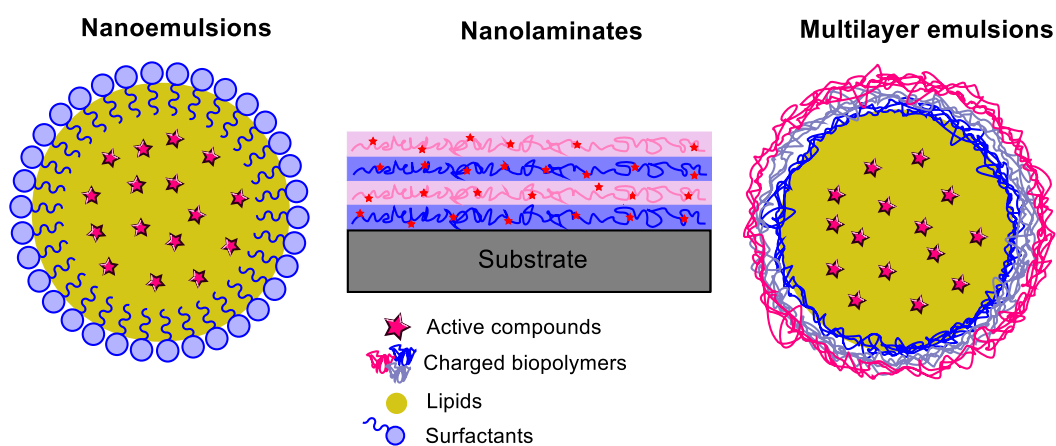 Nanoemulsions
Nanolaminates
Multilayer emulsions
Substrate
Active compounds
Charged biopolymers
Lipids
Surfactants